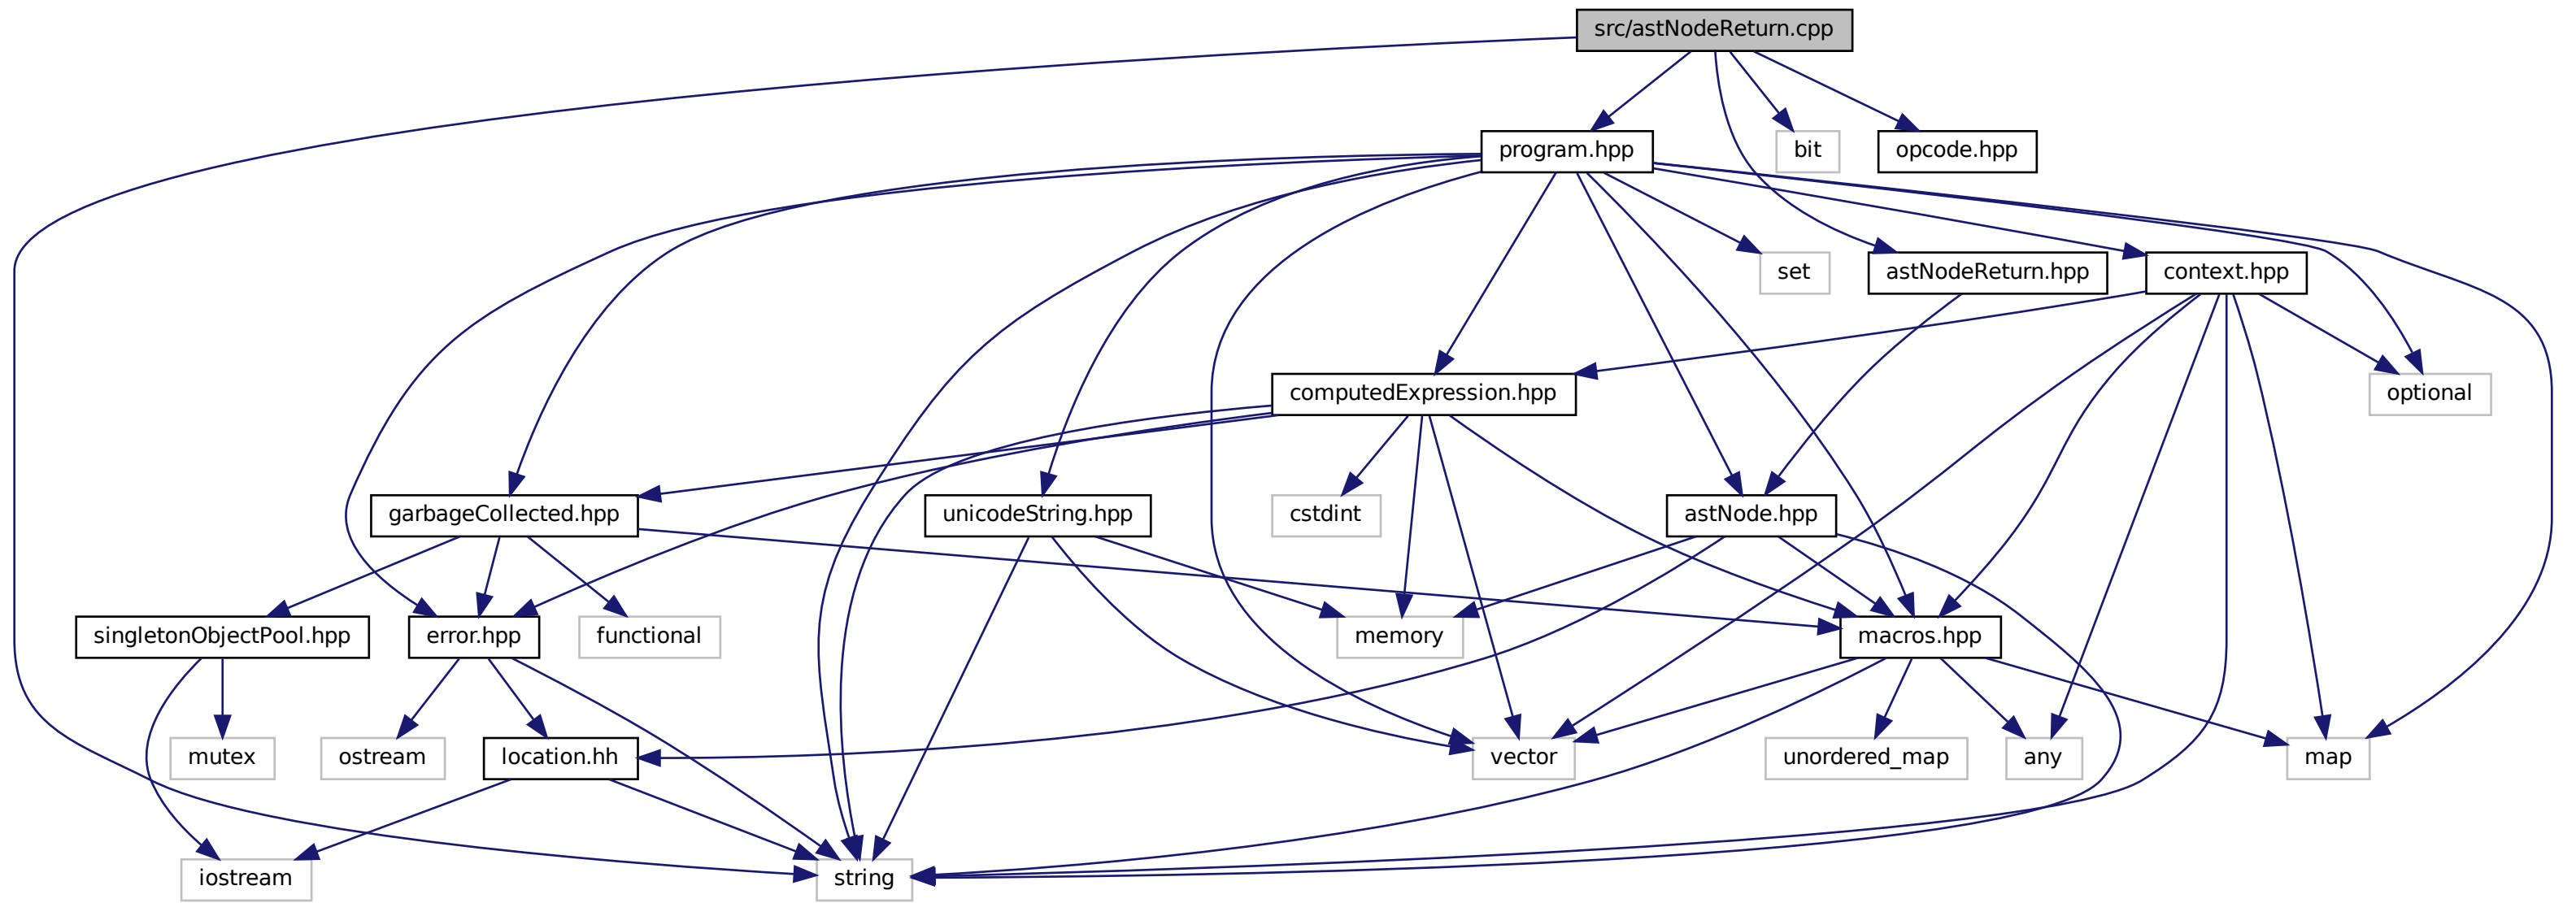 src/astNodeReturn.cpp
program.hpp
bit
opcode.hpp
set
astNodeReturn.hpp
context.hpp
computedExpression.hpp
optional
garbageCollected.hpp
unicodeString.hpp
cstdint
astNode.hpp
singletonObjectPool.hpp
error.hpp
functional
memory
macros.hpp
mutex
ostream
location.hh
vector
unordered_map
any
map
iostream
string